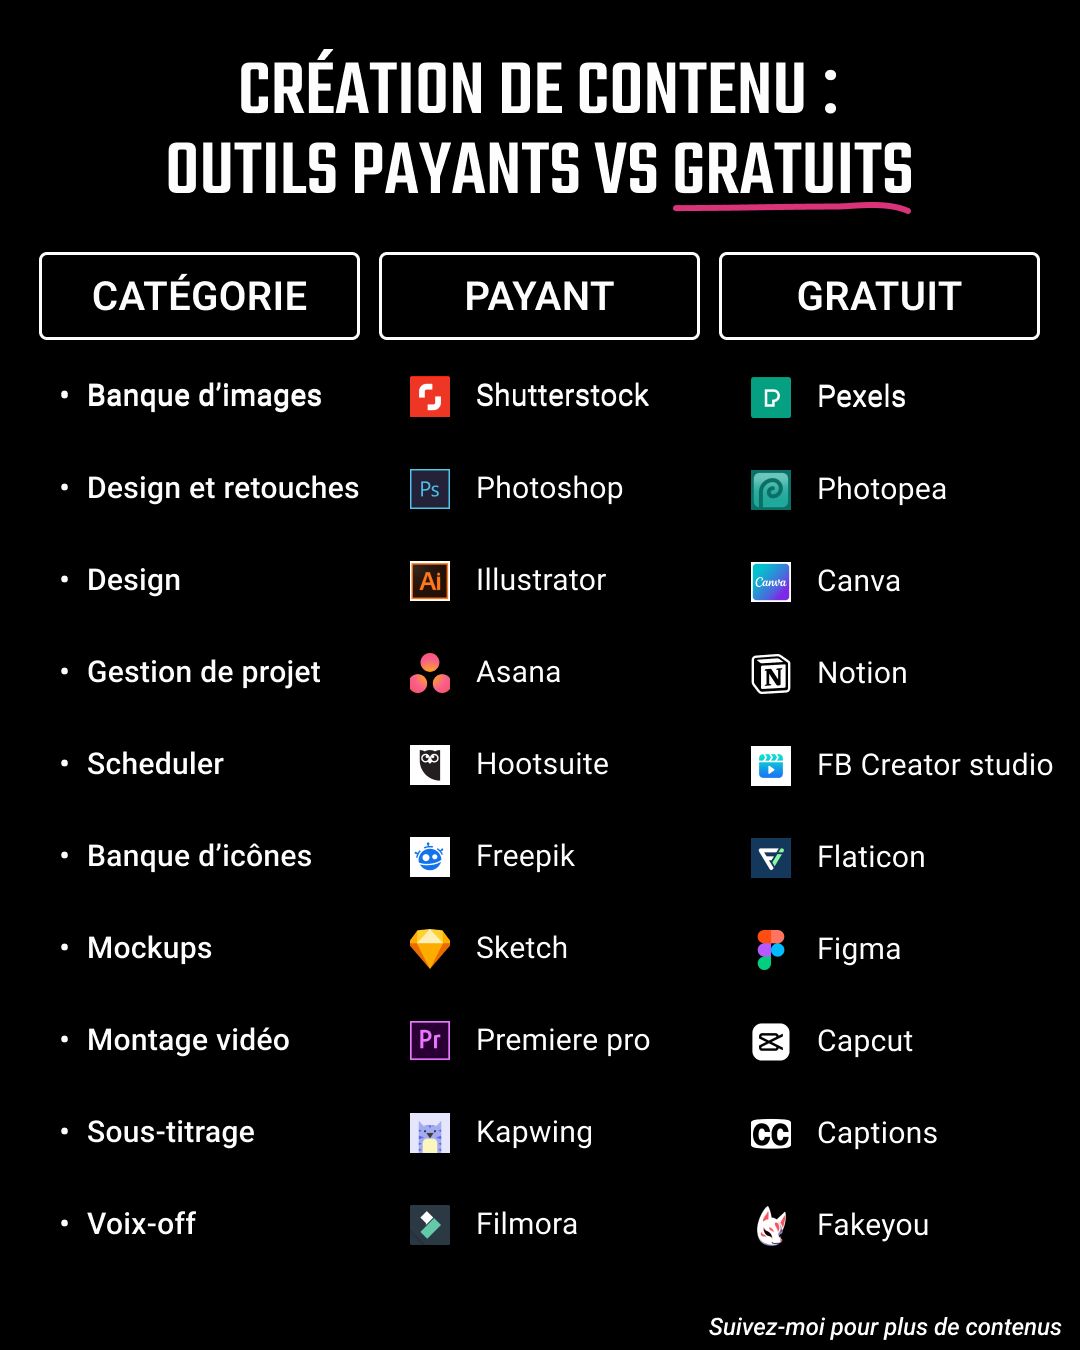 CRÉATION DE CONTENU :
OUTILS PAYANTS VS GRATUITS
CATÉGORIE PAYANT GRATUIT
• Banque d’images Shutterstock Pexels
• Design et retouches Ps Photoshop Photopea
• Design Ai Illustrator Canva Canva
• Gestion de projet Asana N Notion
• Scheduler Hootsuite FB Creator studio
• Banque d’icônes Freepik Flaticon
• Mockups Sketch Figma
• Montage vidéo Pr Premiere pro Capcut
• Sous-titrage Kapwing CC Captions
• Voix-off Filmora Fakeyou
Suivez-moi pour plus de contenus